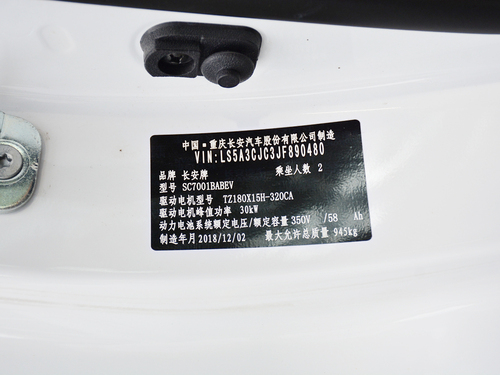 中国·重庆长安汽车股份有限公司制造
VIN:LS5A3CJC3JF890480
品牌 长安牌 乘坐人数 2
型号 SC7001BABEV
驱动电机型号 TZ180X15H-320CA
驱动电机峰值功率 30kW
动力电池系统额定电压/额定容量 350V /58 Ah
制造年月 2018/12/02 最大允许总质量 945kg